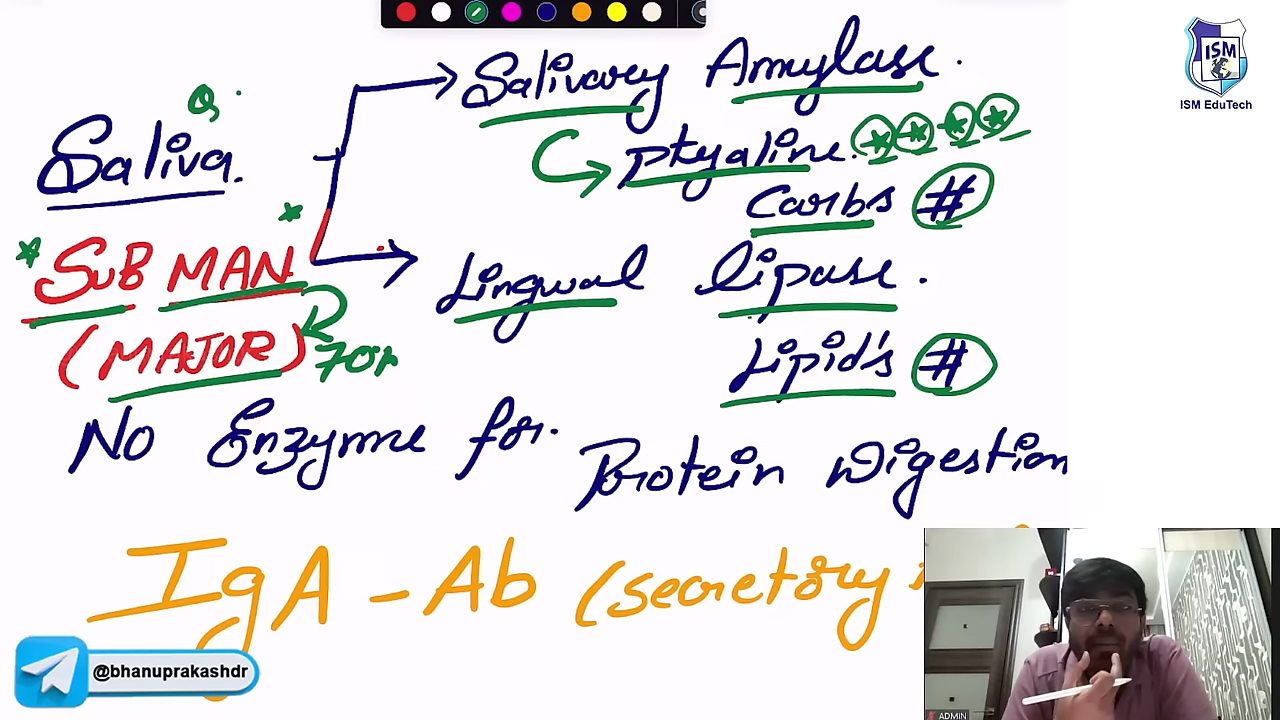 ISM
ISM EduTech
Q.
Saliva.
Salivary Amylase.
ptyaline.
Carbs #
SUB MAN
(MAJOR)
70%
Lingual lipase.
Lipid's #
No Enzyme for.
Protein Digestion
IgA - Ab (secretory
@bhanuprakashdr
ADMIN